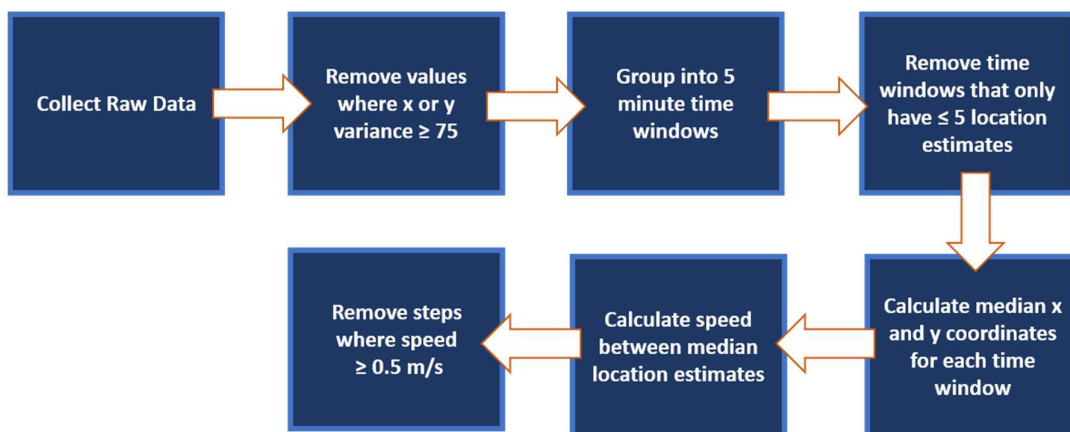 Collect Raw Data
Remove values
where x or y
variance ≥ 75
Group into 5
minute time
windows
Remove time
windows that only
have ≤ 5 location
estimates
Calculate median x
and y coordinates
for each time
window
Calculate speed
between median
location estimates
Remove steps
where speed
≥ 0.5 m/s